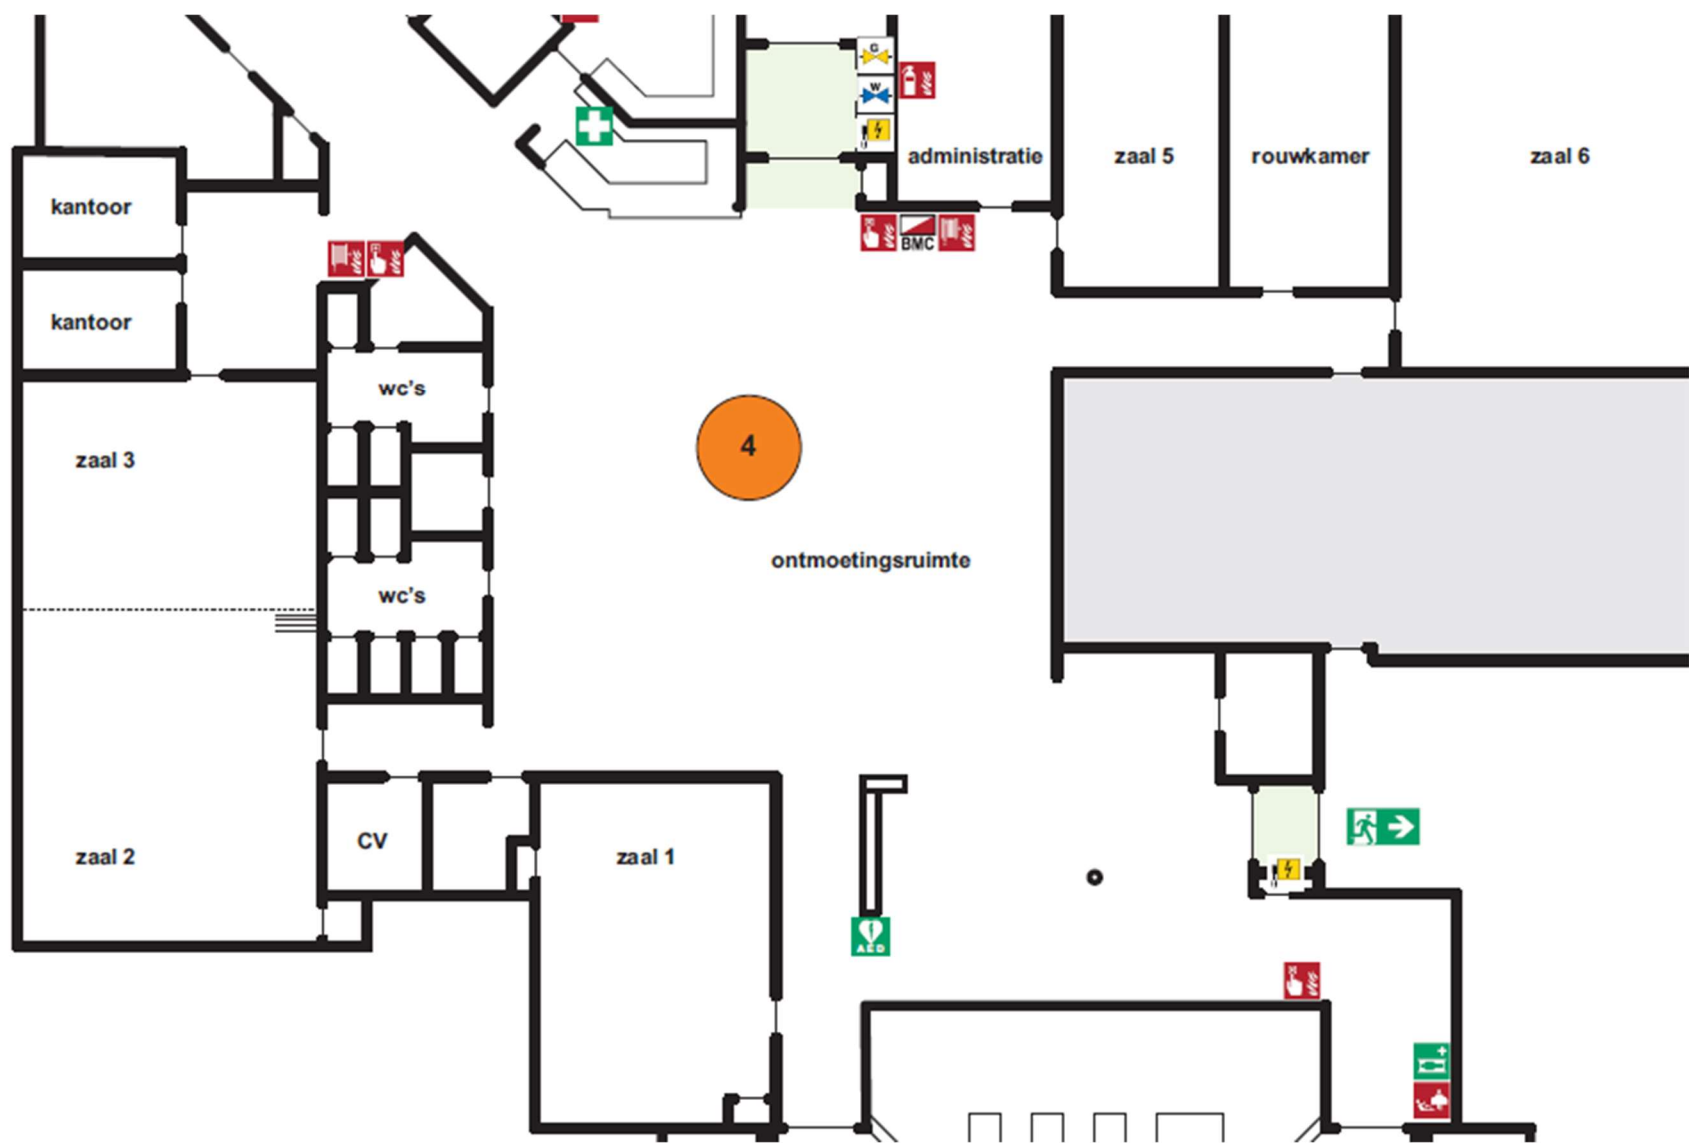 G
W
administratie
zaal 5
rouwkamer
zaal 6
kantoor
BMC
kantoor
wc's
zaal 3
4
ontmoetingsruimte
wc's
CV
zaal 2
zaal 1
AED